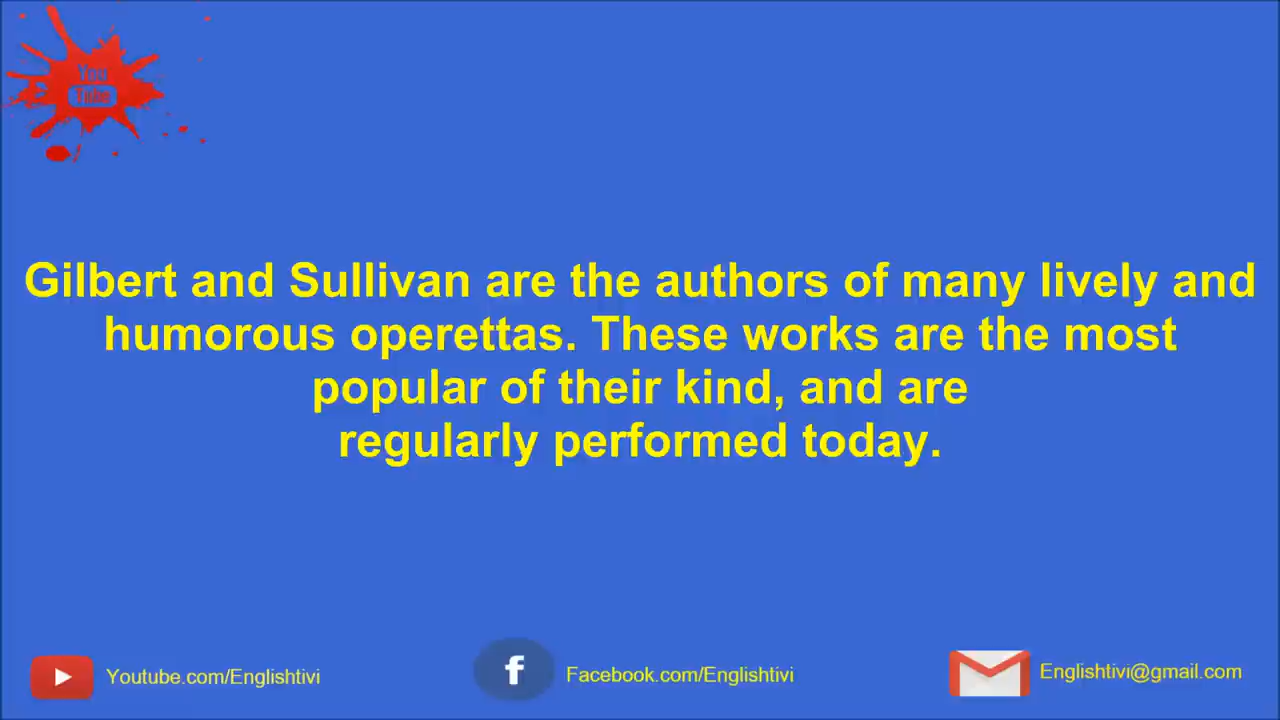 You
Tube
Gilbert and Sullivan are the authors of many lively and
humorous operettas. These works are the most
popular of their kind, and are
regularly performed today.
Youtube.com/Englishtivi
f
Facebook.com/Englishtivi
Englishtivi@gmail.com